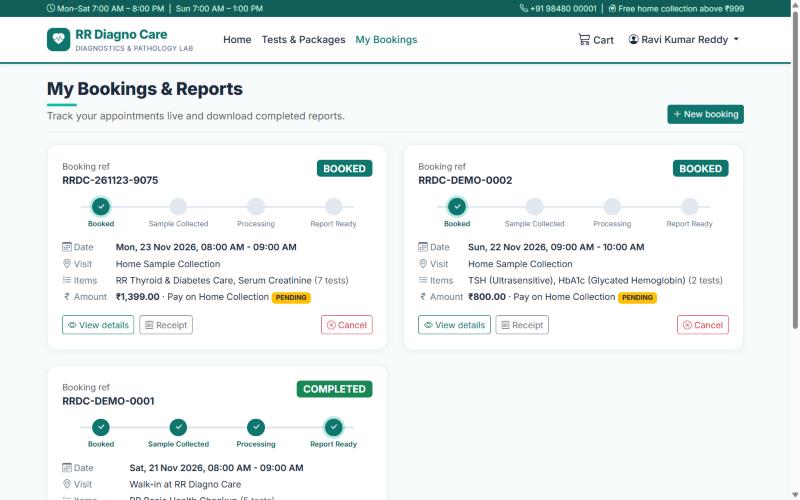 Mon–Sat 7:00 AM – 8:00 PM | Sun 7:00 AM – 1:00 PM
+91 98480 00001 | Free home collection above ₹999
RR Diagno Care
DIAGNOSTICS & PATHOLOGY LAB
Home Tests & Packages My Bookings
Cart Ravi Kumar Reddy
My Bookings & Reports
Track your appointments live and download completed reports.
+ New booking
Booking ref
RRDC-261123-9075
BOOKED
Booked Sample Collected Processing Report Ready
Date Mon, 23 Nov 2026, 08:00 AM - 09:00 AM
Visit Home Sample Collection
Items RR Thyroid & Diabetes Care, Serum Creatinine (7 tests)
₹ Amount ₹1,399.00 · Pay on Home Collection PENDING
View details Receipt Cancel
Booking ref
RRDC-DEMO-0002
BOOKED
Booked Sample Collected Processing Report Ready
Date Sun, 22 Nov 2026, 09:00 AM - 10:00 AM
Visit Home Sample Collection
Items TSH (Ultrasensitive), HbA1c (Glycated Hemoglobin) (2 tests)
₹ Amount ₹800.00 · Pay on Home Collection PENDING
View details Receipt Cancel
Booking ref
RRDC-DEMO-0001
COMPLETED
Booked Sample Collected Processing Report Ready
Date Sat, 21 Nov 2026, 08:00 AM - 09:00 AM
Visit Walk-in at RR Diagno Care
Items RR Basic Health Checkup (5 tests)